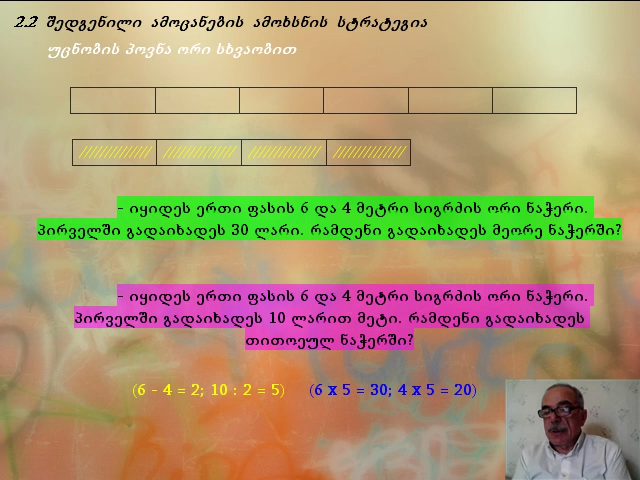 2.2 შედგენილი ამოცანების ამოხსნის სტრატეგია
უცნობის პოვნა ორი სხვაობით
- იყიდეს ერთი ფასის 6 და 4 მეტრი სიგრძის ორი ნაჭერი.
პირველში გადაიხადეს 30 ლარი. რამდენი გადაიხადეს მეორე ნაჭერში?
- იყიდეს ერთი ფასის 6 და 4 მეტრი სიგრძის ორი ნაჭერი.
პირველში გადაიხადეს 10 ლარით მეტი. რამდენი გადაიხადეს
თითოეულ ნაჭერში?
(6 - 4 = 2; 10 : 2 = 5) (6 x 5 = 30; 4 x 5 = 20)